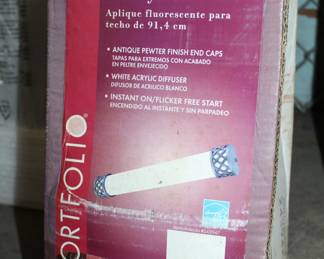 Aplique fluorescente para
techo de 91,4 cm
• ANTIQUE PEWTER FINISH END CAPS
TAPAS PARA EXTREMOS CON ACABADO
EN PELTRE ENVEJECIDO
• WHITE ACRYLIC DIFFUSER
DIFUSOR DE ACRILICO BLANCO
• INSTANT ON/FLICKER FREE START
ENCENDIDO AL INSTANTE Y SIN PARPADEO
ORTFOLIO